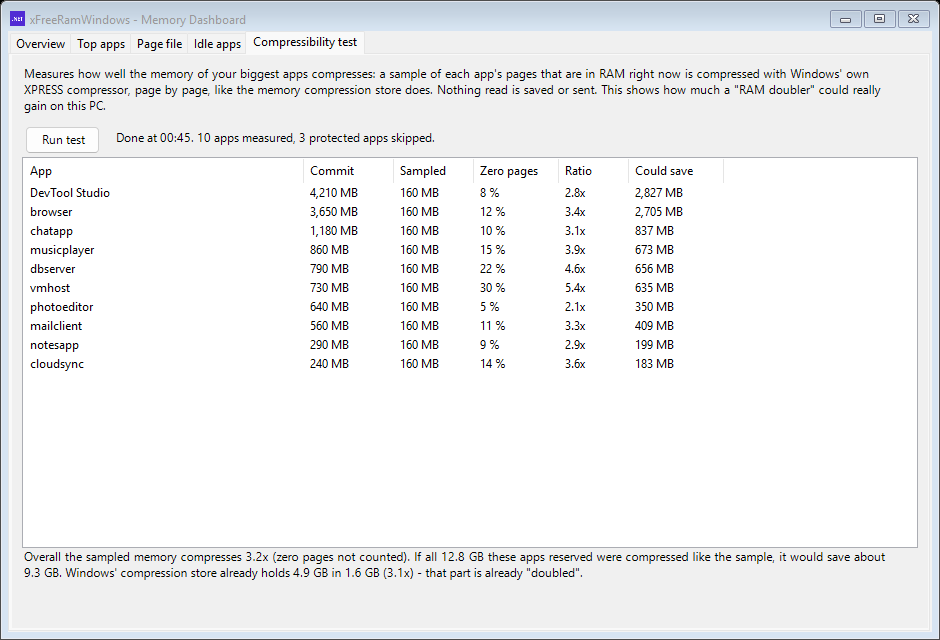 .NET xFreeRamWindows - Memory Dashboard
Overview Top apps Page file Idle apps Compressibility test
Measures how well the memory of your biggest apps compresses: a sample of each app's pages that are in RAM right now is compressed with Windows' own
XPRESS compressor, page by page, like the memory compression store does. Nothing read is saved or sent. This shows how much a "RAM doubler" could really
gain on this PC.
Run test Done at 00:45. 10 apps measured, 3 protected apps skipped.
App Commit Sampled Zero pages Ratio Could save
DevTool Studio 4,210 MB 160 MB 8 % 2.8x 2,827 MB
browser 3,650 MB 160 MB 12 % 3.4x 2,705 MB
chatapp 1,180 MB 160 MB 10 % 3.1x 837 MB
musicplayer 860 MB 160 MB 15 % 3.9x 673 MB
dbserver 790 MB 160 MB 22 % 4.6x 656 MB
vmhost 730 MB 160 MB 30 % 5.4x 635 MB
photoeditor 640 MB 160 MB 5 % 2.1x 350 MB
mailclient 560 MB 160 MB 11 % 3.3x 409 MB
notesapp 290 MB 160 MB 9 % 2.9x 199 MB
cloudsync 240 MB 160 MB 14 % 3.6x 183 MB
Overall the sampled memory compresses 3.2x (zero pages not counted). If all 12.8 GB these apps reserved were compressed like the sample, it would save about
9.3 GB. Windows' compression store already holds 4.9 GB in 1.6 GB (3.1x) - that part is already "doubled".